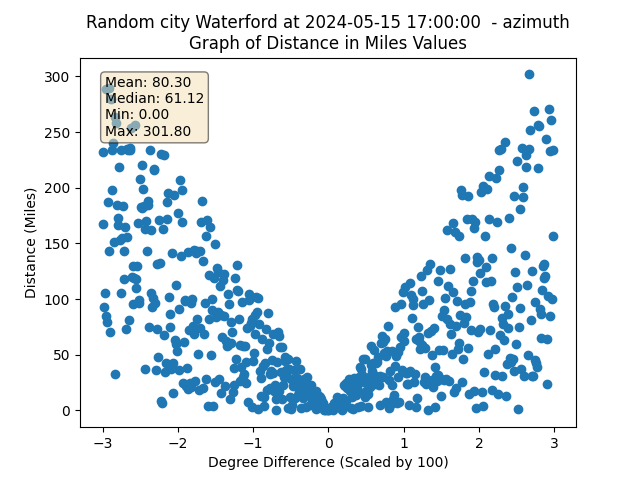 Random city Waterford at 2024-05-15 17:00:00  - azimuth
Graph of Distance in Miles Values
Mean: 80.30
Median: 61.12
Min: 0.00
Max: 301.80
300
250
200
150
100
50
0
Distance (Miles)
−3 −2 −1 0 1 2 3
Degree Difference (Scaled by 100)